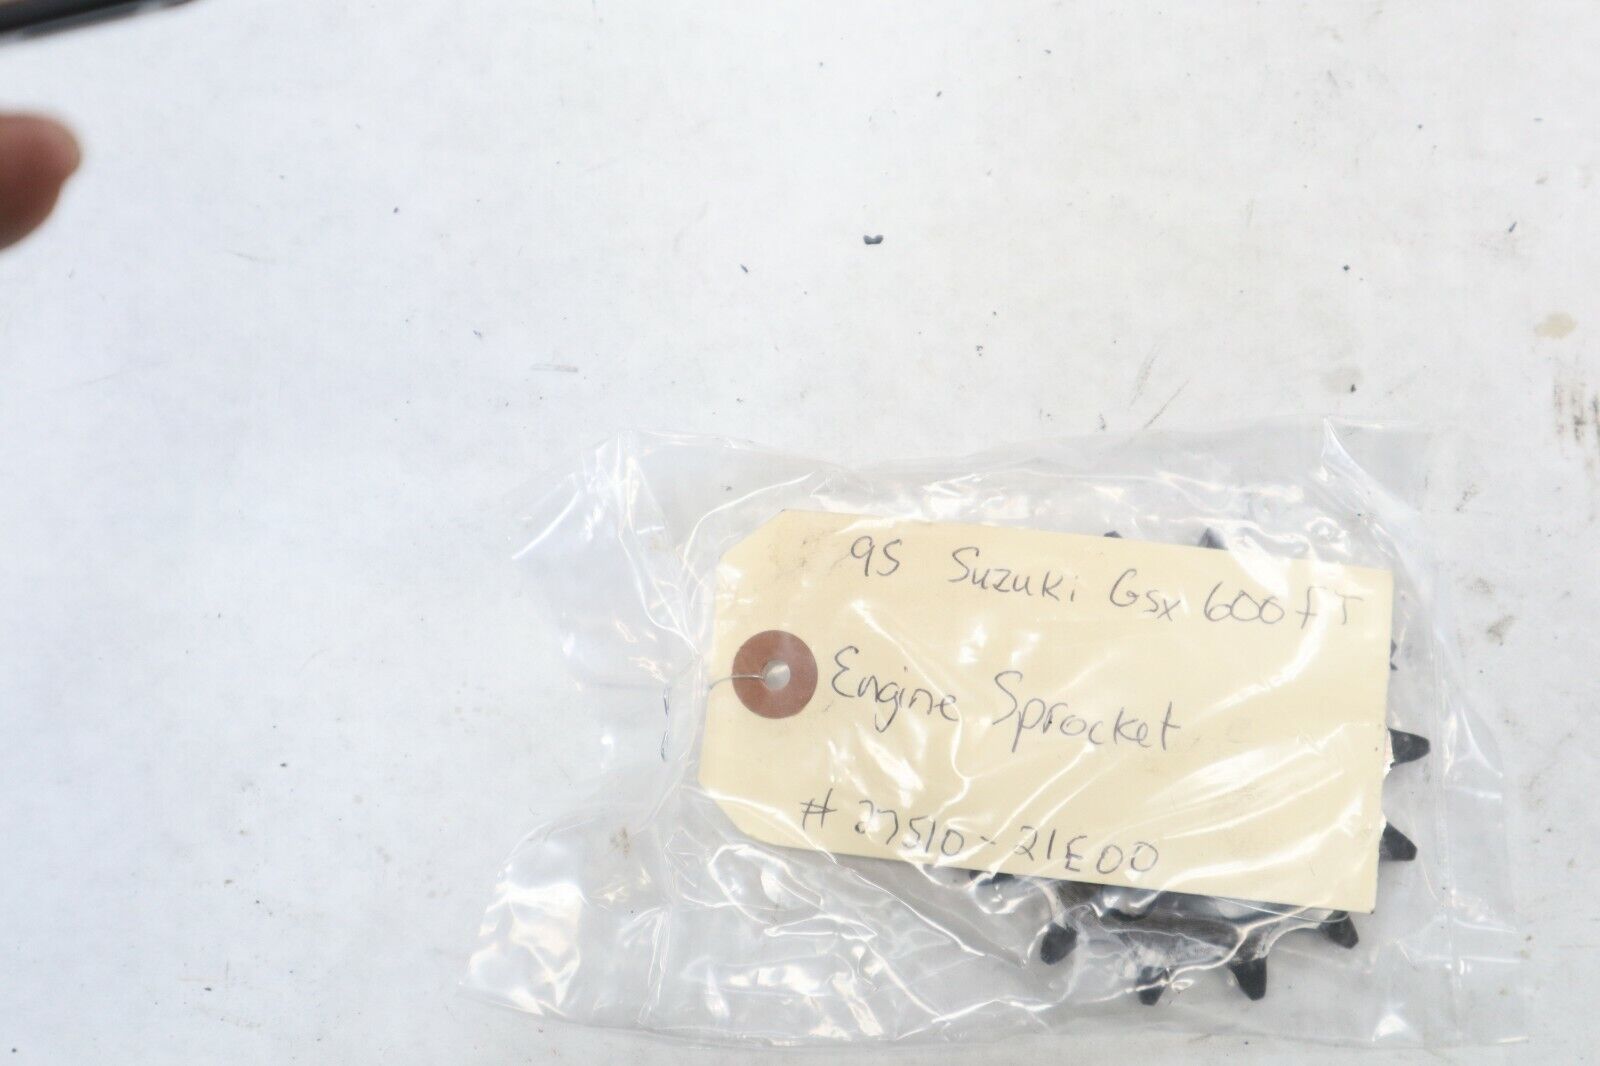 95 Suzuki Gsx 600fT
Engine Sprocket
# 27510-21E00